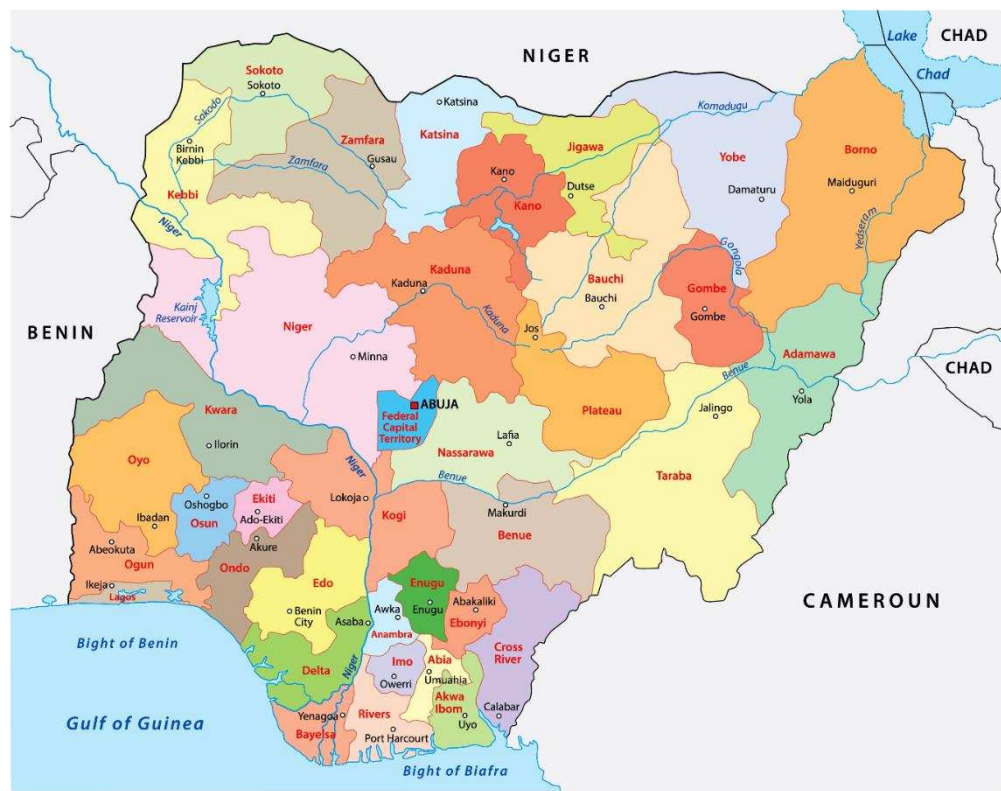 NIGER
Lake
Chad
CHAD
Sokoto
Sokoto
Sakodo
Katsina
Katsina
Zamfara
Gusau
Zamfara
Birnin
Kebbi
Kebbi
Niger
Kano
Kano
Jigawa
Dutse
Komadugu
Yobe
Damaturu
Borno
Maiduguri
Yedseram
Kaduna
Kaduna
Kaduna
Bauchi
Bauchi
Gongola
Gombe
Gombe
BENIN
Kainj
Reservoir
Niger
Minna
Jos
Adamawa
Yola
CHAD
ABUJA
Federal
Capital
Territory
Plateau
Benue
Jalingo
Kwara
Ilorin
Lafia
Nassarawa
Taraba
Oyo
Ibadan
Oshogbo
Osun
Ekiti
Ado-Ekiti
Niger
Lokoja
Kogi
Benue
Makurdi
Benue
Abeokuta
Ogun
Akure
Ondo
Ikeja
Lagos
Edo
Benin
City
Asaba
Enugu
Enugu
Awka
Anambra
Abakaliki
Ebonyi
CAMEROUN
Bight of Benin
Delta
Niger
Imo
Owerri
Abia
Umuahia
Cross
River
Akwa
Ibom
Uyo
Calabar
Gulf of Guinea
Yenagoa
Bayelsa
Rivers
Port Harcourt
Bight of Biafra